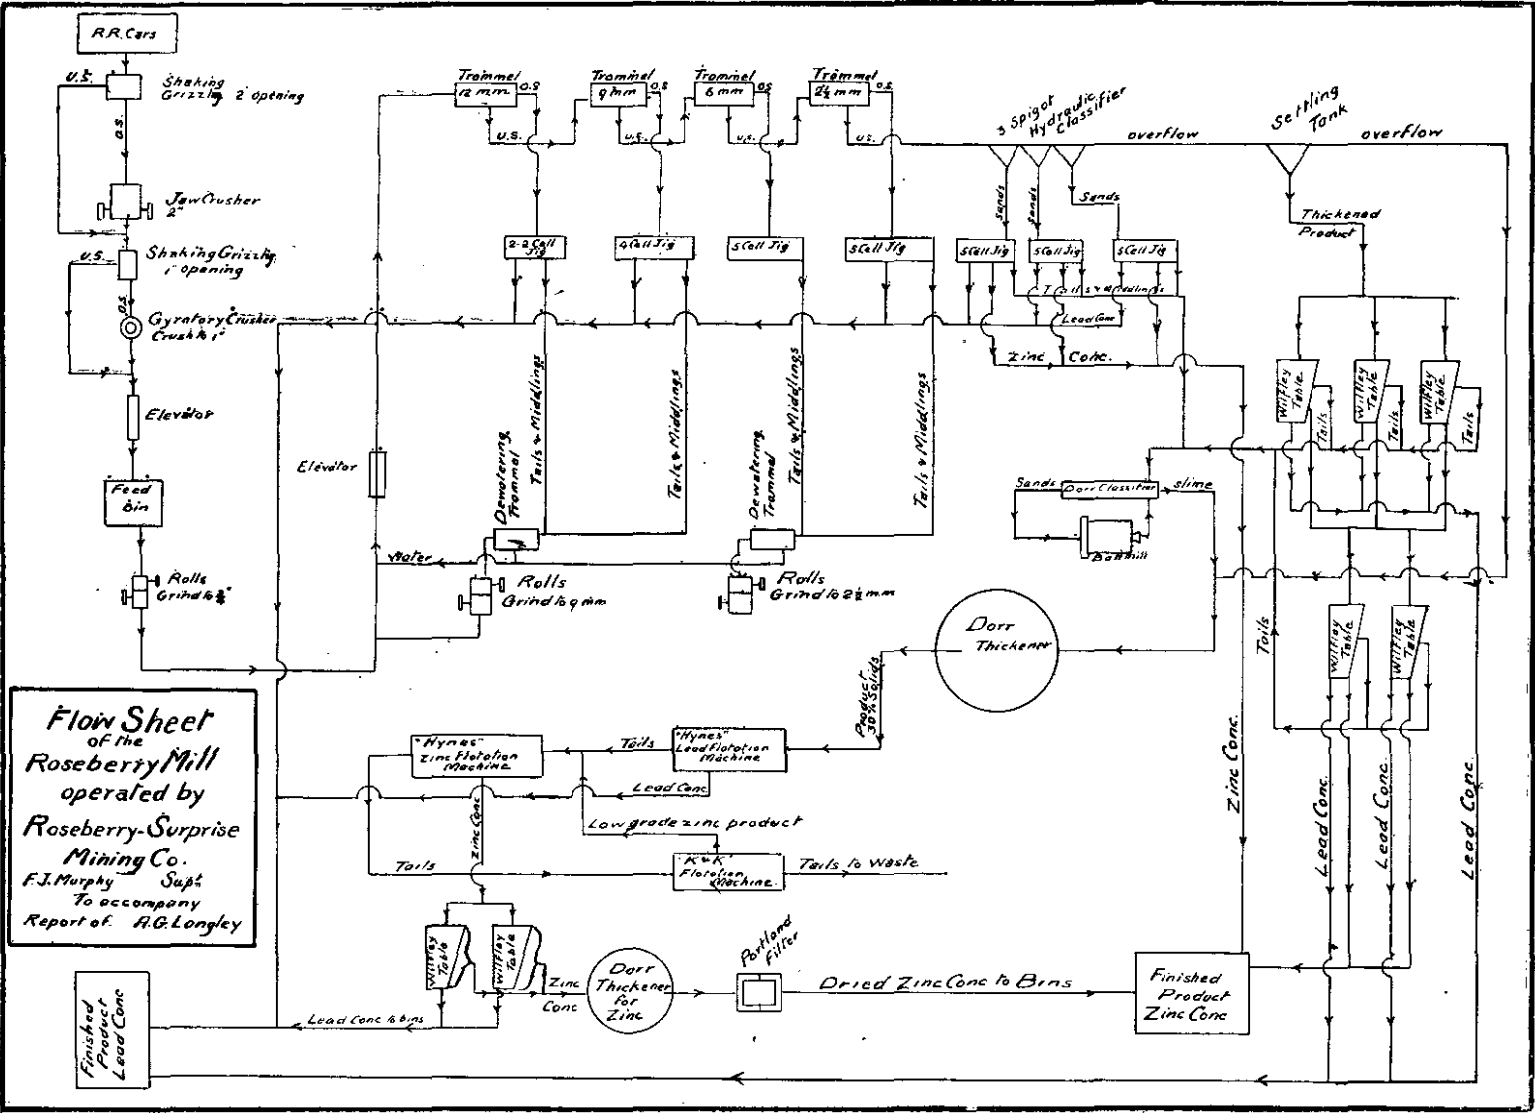 R.R. Cars
U.S.
Shaking
Grizzly 2" opening
O.S.
Jaw Crusher
2"
U.S.
Shaking Grizzly
1" opening
O.S.
Gyratory Crusher
Crush to 1"
Elevator
Feed
Bin
Rolls
Grind to
Trommel
12 mm
O.S
U.S.
Trommel
9 mm
O.S
U.S.
Trommel
6 mm
OS
U.S.
Trommel
2½ mm
O.S.
U.S.
3 Spigot
Hydraulic
Classifier
overflow
Settling
Tank
overflow
Sands
Sands
Sands
Thickened
Product
2-2 Cell
Jig
4 Cell Jig
5 Cell Jig
5 Cell Jig
5 Cell Jig
5 Cell Jig
5 Cell Jig
Tails & Middlings
Lead Conc
Zinc Conc.
Tails & Middlings
Tails & Middlings
Tails & Middlings
Tails & Middlings
Wilfley
Table
Wilfley
Table
Wilfley
Table
Tails
Tails
Tails
Elevator
Dewatering
Trommel
Dewatering
Trommel
Water
Rolls
Grind to 9 mm
Rolls
Grind to 2½ mm
Sands
Dorr Classifier
slime
Ball Mill
Dorr
Thickener
Product
30% Solids
Tails
Wilfley
Table
Wilfley
Table
Zinc Conc.
Lead Conc
Lead Conc.
Lead Conc.
Flow Sheet
of the
Roseberry Mill
operated by
Roseberry-Surprise
Mining Co.
F.J. Murphy Supt.
To accompany
Report of A.G. Langley
"Hynes"
Zinc Flotation
Machine
Tails
"Hynes"
Lead Flotation
Machine
Lead Conc
Zinc Conc
Low grade zinc product
Tails
"K & K"
Flotation
Machine.
Tails to Waste
Wilfley
Table
Wilfley
Table
Zinc
Conc
Dorr
Thickener
for
Zinc
Portland
Filter
Dried Zinc Conc to Bins
Finished
Product
Zinc Conc
Lead Conc to bins
Finished
Product
Lead Conc